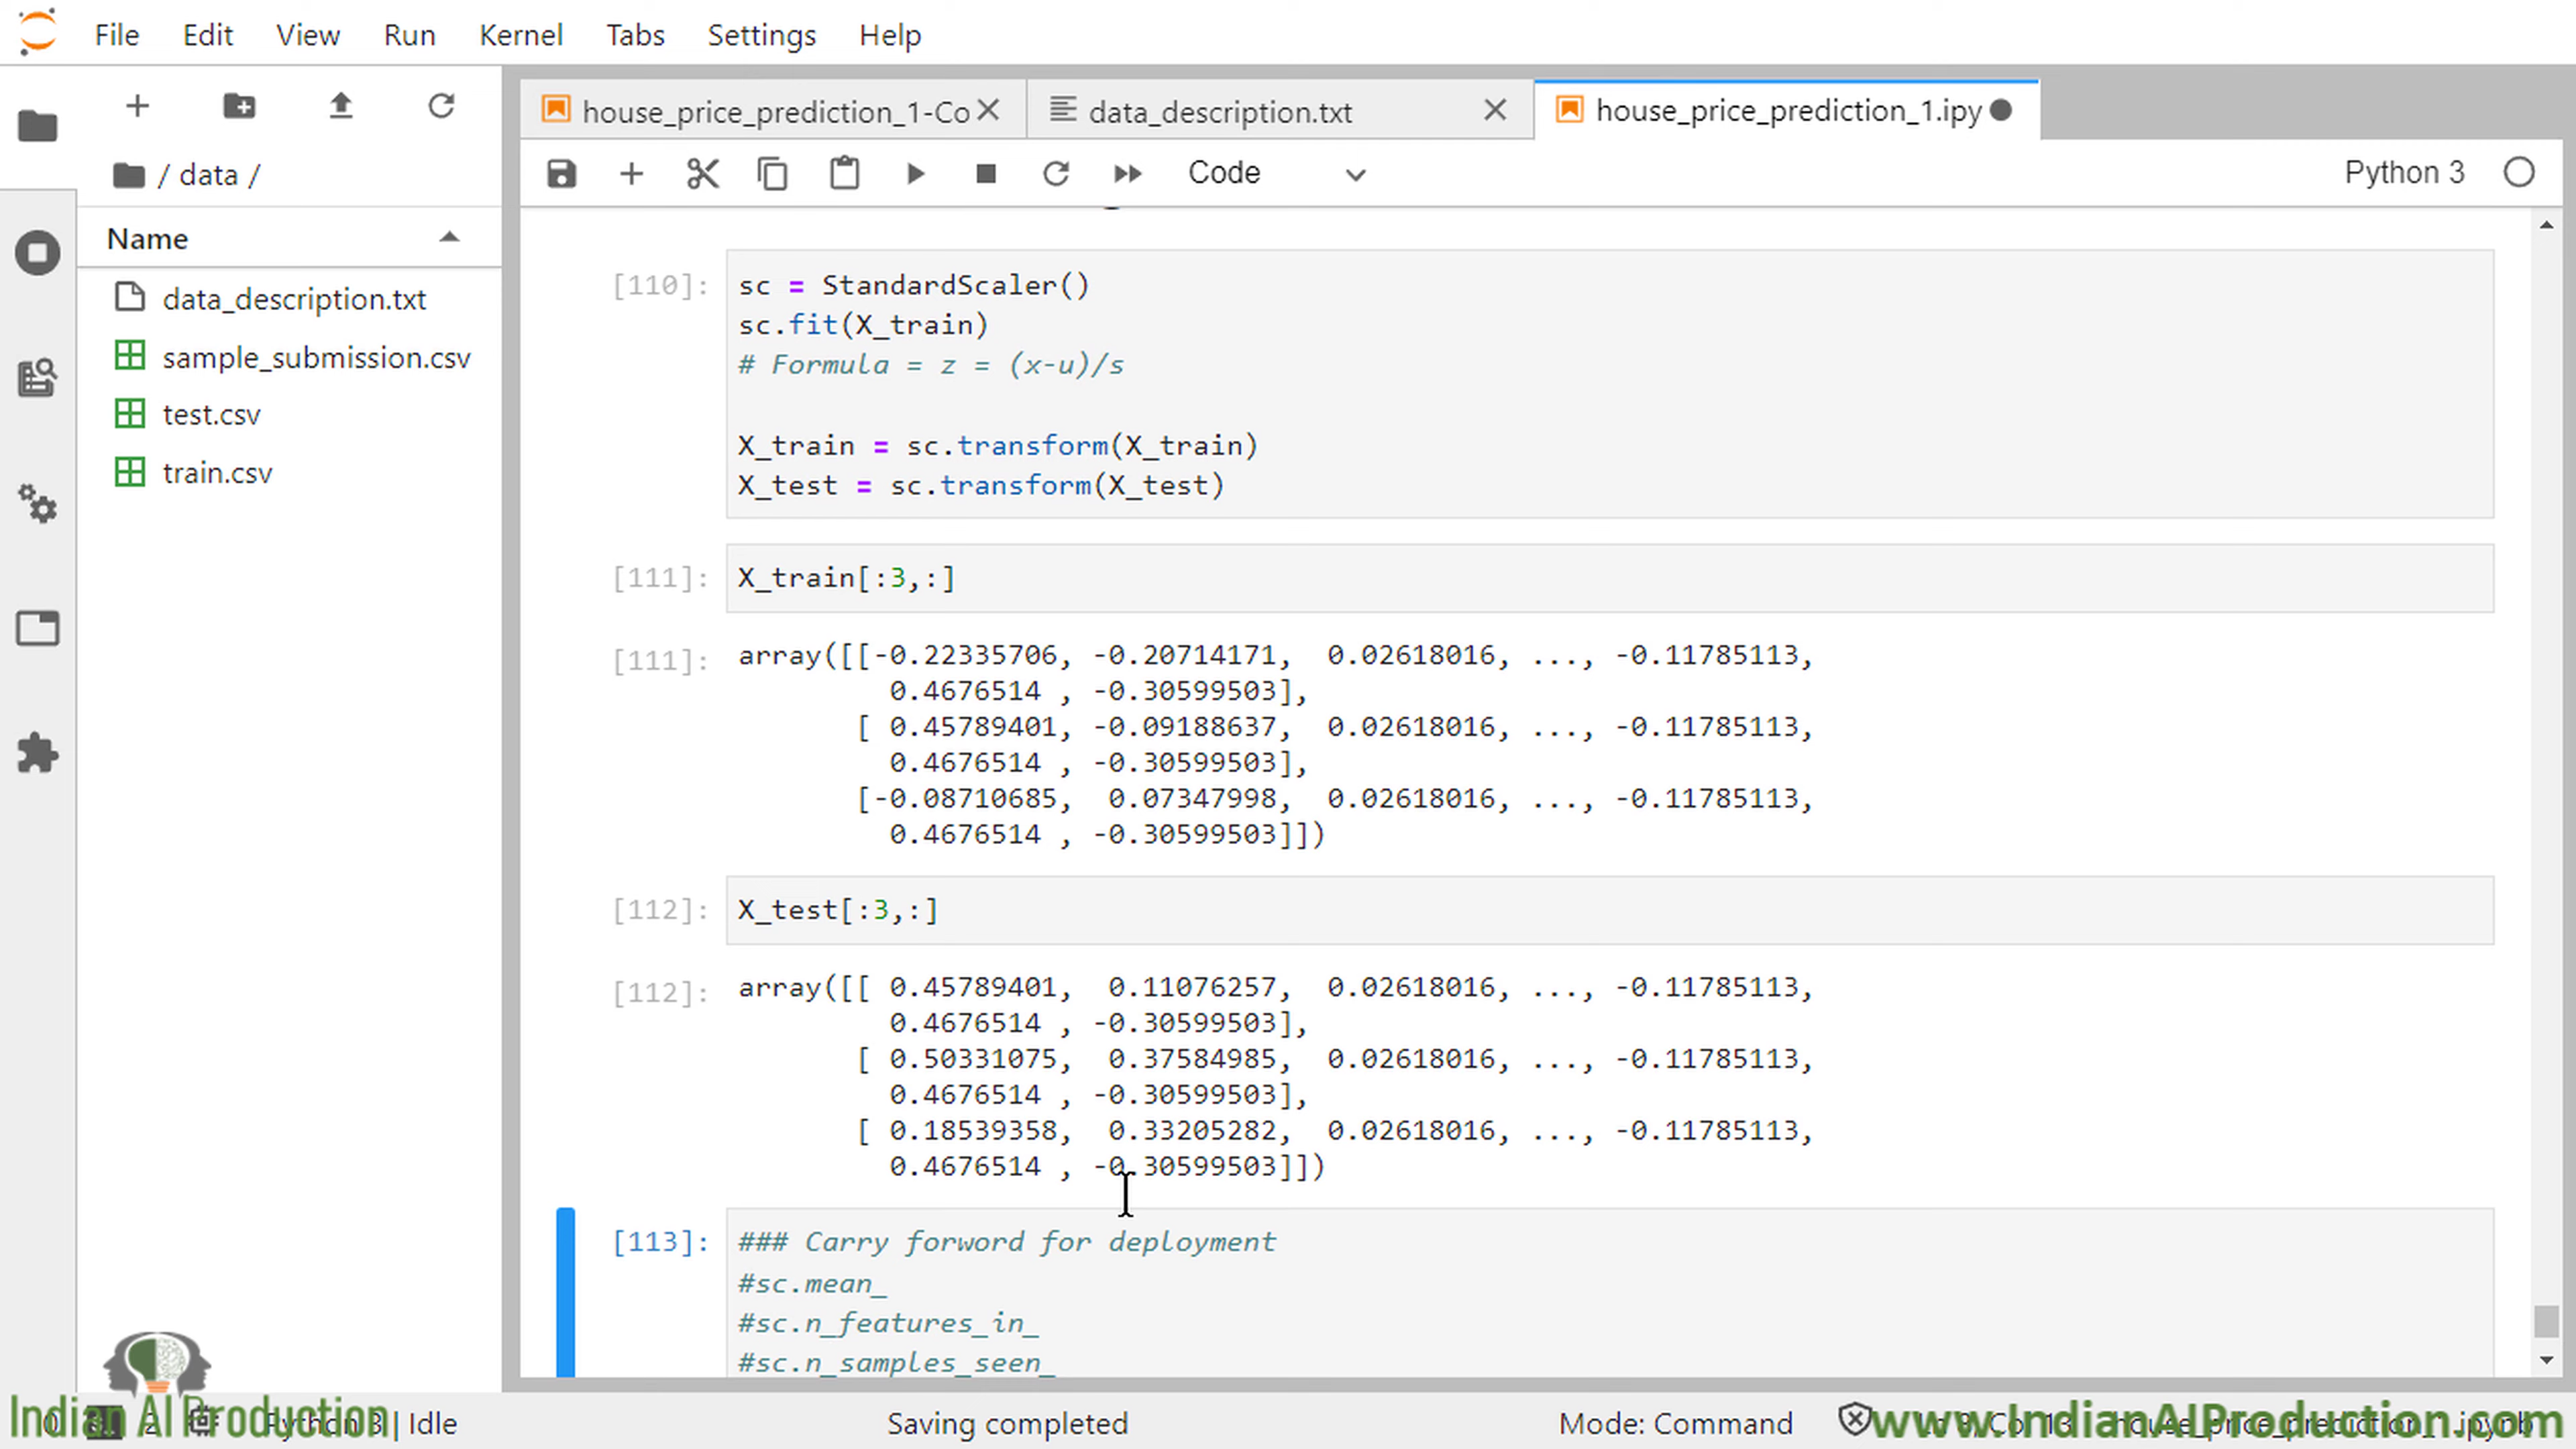 File Edit View Run Kernel Tabs Settings Help
house_price_prediction_1-Co data_description.txt house_price_prediction_1.ipy
/ data /
Code Python 3
Name
data_description.txt
sample_submission.csv
test.csv
train.csv
[110]: sc = StandardScaler()
sc.fit(X_train)
# Formula = z = (x-u)/s
X_train = sc.transform(X_train)
X_test = sc.transform(X_test)
[111]: X_train[:3,:]
[111]: array([[-0.22335706, -0.20714171,  0.02618016, ..., -0.11785113,
0.4676514 , -0.30599503],
[ 0.45789401, -0.09188637,  0.02618016, ..., -0.11785113,
0.4676514 , -0.30599503],
[-0.08710685,  0.07347998,  0.02618016, ..., -0.11785113,
0.4676514 , -0.30599503]])
[112]: X_test[:3,:]
[112]: array([[ 0.45789401,  0.11076257,  0.02618016, ..., -0.11785113,
0.4676514 , -0.30599503],
[ 0.50331075,  0.37584985,  0.02618016, ..., -0.11785113,
0.4676514 , -0.30599503],
[ 0.18539358,  0.33205282,  0.02618016, ..., -0.11785113,
0.4676514 , -0.30599503]])
[113]: ### Carry forword for deployment
#sc.mean_
#sc.n_features_in_
#sc.n_samples_seen_
Indian AI Production
Python 3 | Idle Saving completed Mode: Command
www.IndianAIProduction.com